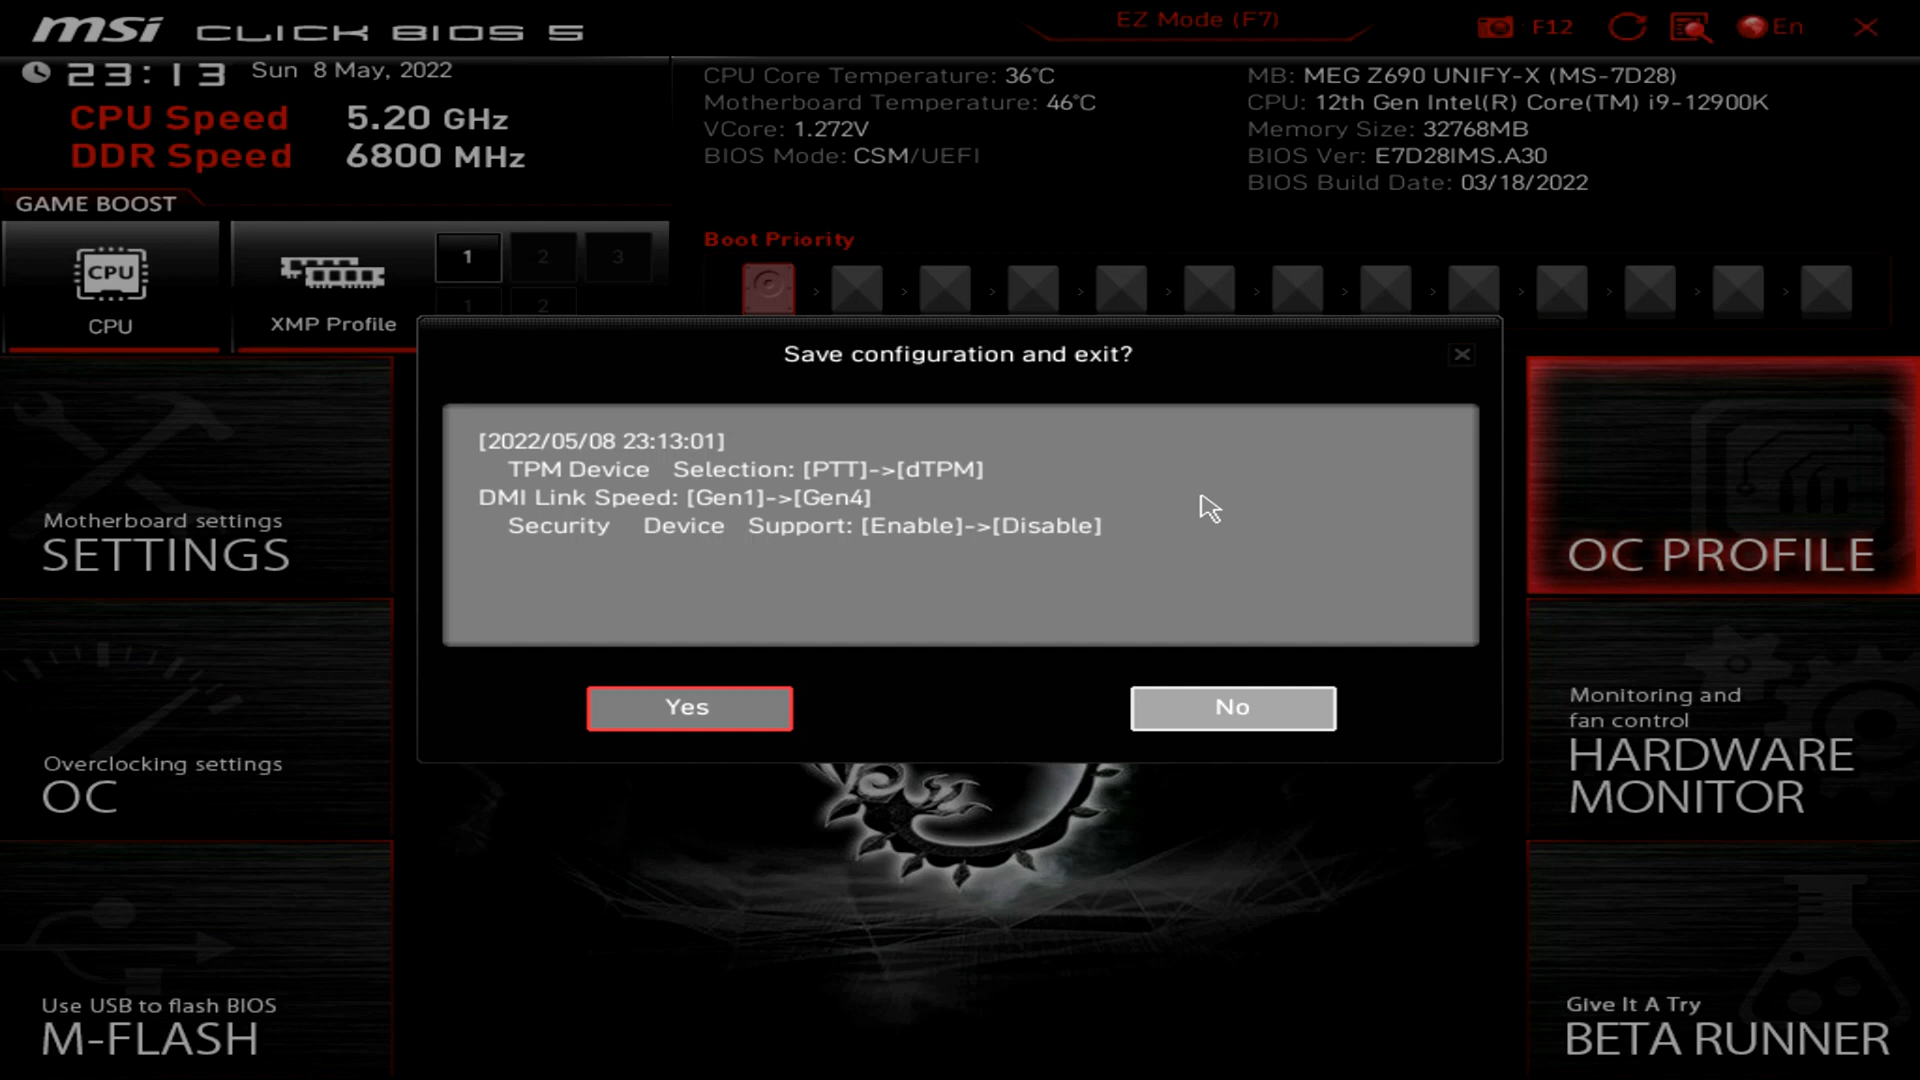 msi CLICK BIOS 5
EZ Mode (F7)
F12
En
23:13 Sun 8 May, 2022
CPU Speed 5.20 GHz
DDR Speed 6800 MHz
CPU Core Temperature: 36°C
Motherboard Temperature: 46°C
VCore: 1.272V
BIOS Mode: CSM/UEFI
MB: MEG Z690 UNIFY-X (MS-7D28)
CPU: 12th Gen Intel(R) Core(TM) i9-12900K
Memory Size: 32768MB
BIOS Ver: E7D28IMS.A30
BIOS Build Date: 03/18/2022
GAME BOOST
CPU
CPU
XMP Profile
1 2 3
1 2
Boot Priority
Save configuration and exit?
[2022/05/08 23:13:01]
TPM Device Selection: [PTT]->[dTPM]
DMI Link Speed: [Gen1]->[Gen4]
Security Device Support: [Enable]->[Disable]
Yes
No
Motherboard settings
SETTINGS
Overclocking settings
OC
Use USB to flash BIOS
M-FLASH
OC PROFILE
Monitoring and
fan control
HARDWARE
MONITOR
Give It A Try
BETA RUNNER